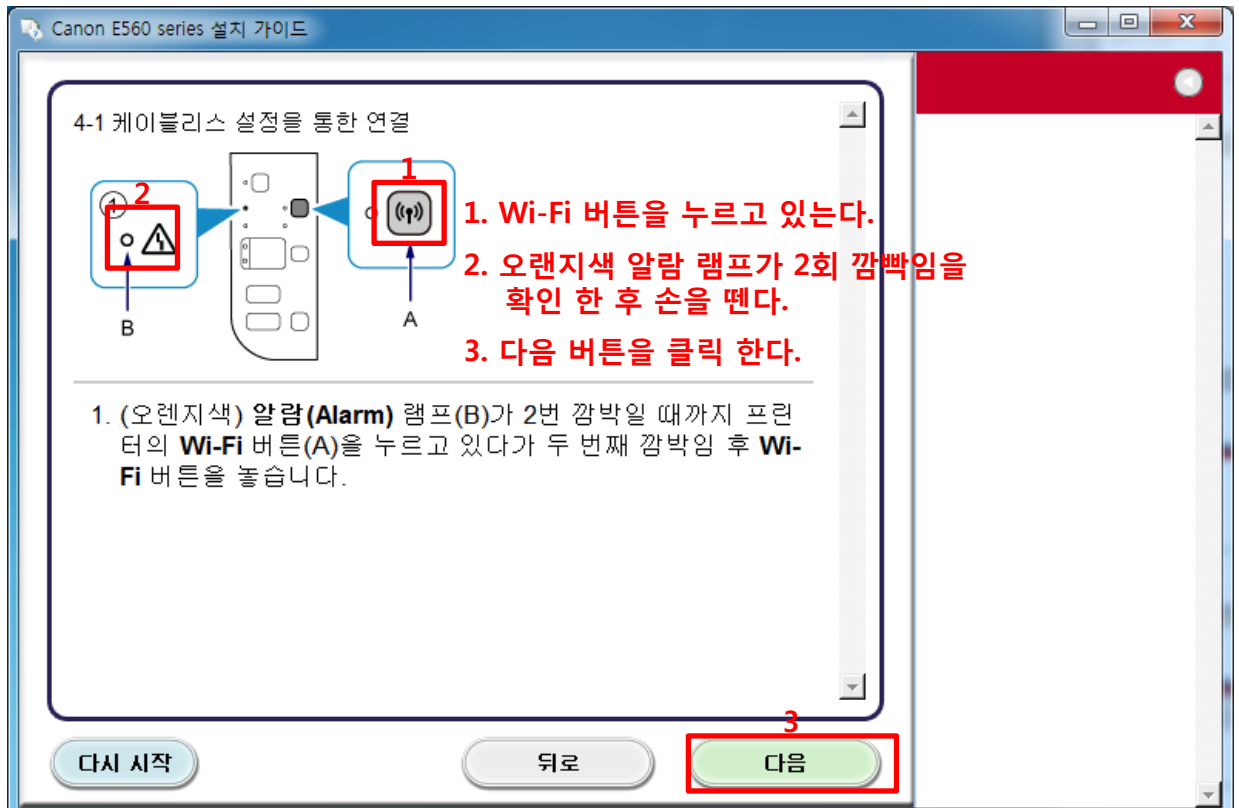 Canon E560 series 설치 가이드
4-1 케이블리스 설정을 통한 연결
1
2
1
B
A
1. Wi-Fi 버튼을 누르고 있는다.
2. 오랜지색 알람 램프가 2회 깜빡임을
확인 한 후 손을 뗀다.
3. 다음 버튼을 클릭 한다.
1. (오렌지색) 알람(Alarm) 램프(B)가 2번 깜박일 때까지 프린
터의 Wi-Fi 버튼(A)을 누르고 있다가 두 번째 깜박임 후 Wi-
Fi 버튼을 놓습니다.
3
다시 시작
뒤로
다음